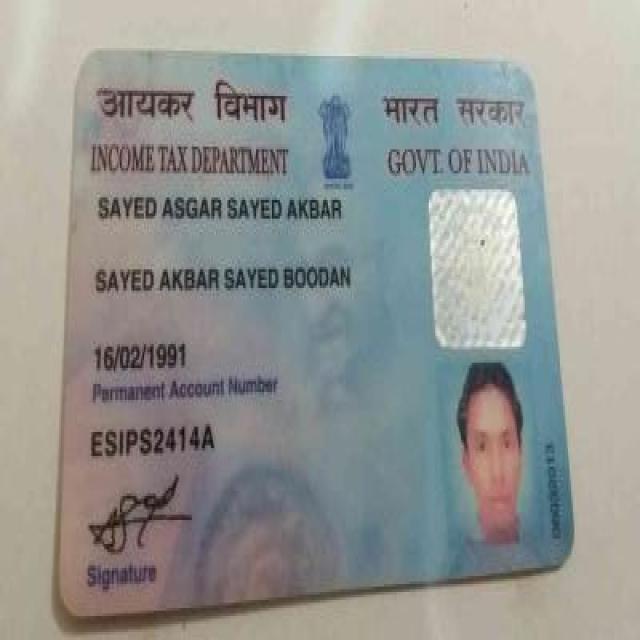 आयकर विभाग भारत सरकार
INCOME TAX DEPARTMENT GOVT. OF INDIA
SAYED ASGAR SAYED AKBAR
SAYED AKBAR SAYED BOODAN
16/02/1991
Permanent Account Number
ESIPS2414A
Signature